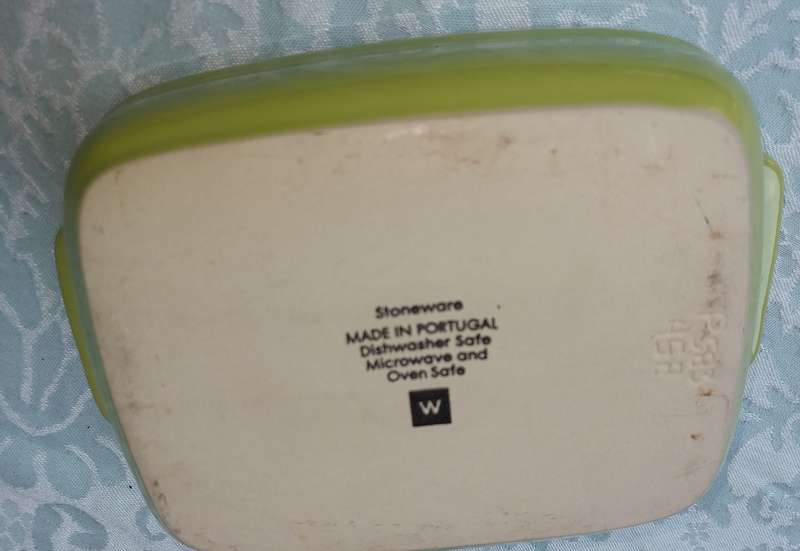 Stoneware
MADE IN PORTUGAL
Dishwasher Safe
Microwave and
Oven Safe
W